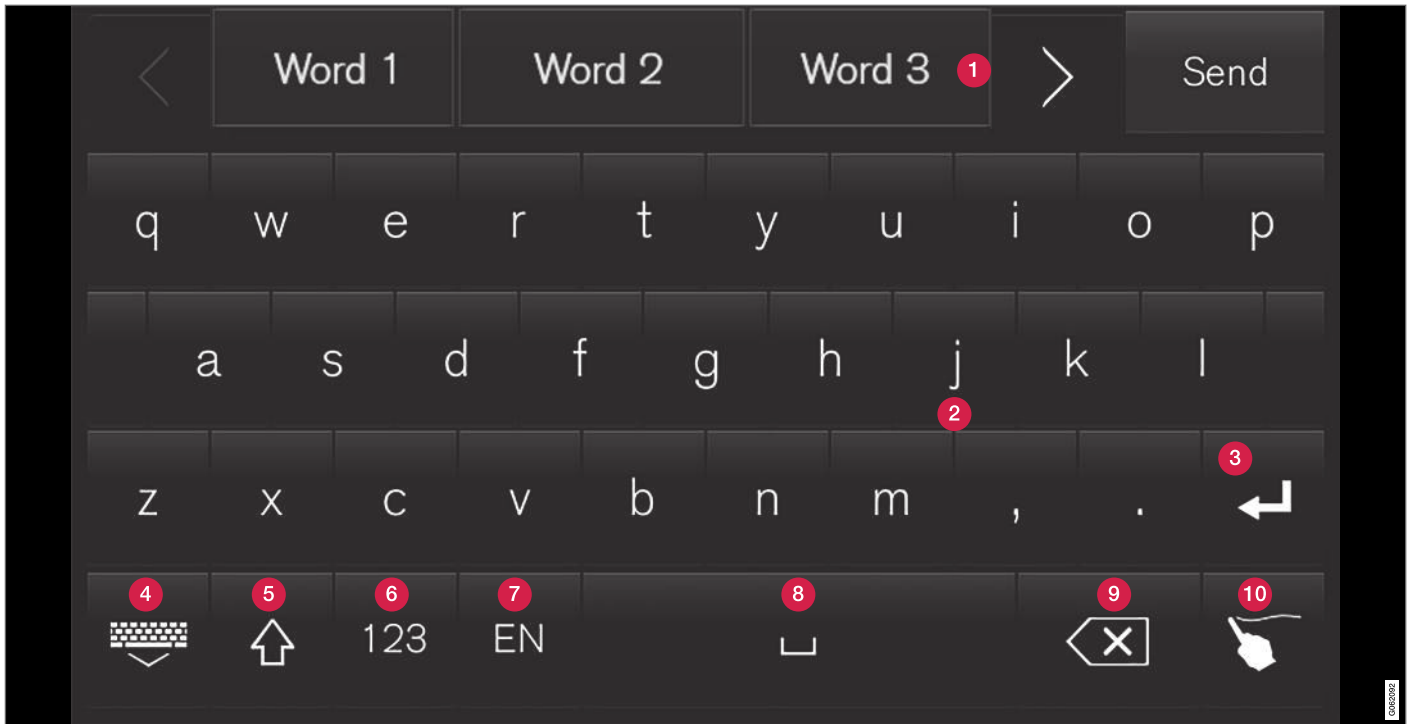 Word 1 Word 2 Word 3 1 Send
q w e r t y u i o p
a s d f g h j k l
2
3
z x c v b n m , .
4 5 6 7 8 9 10
123 EN
G062092